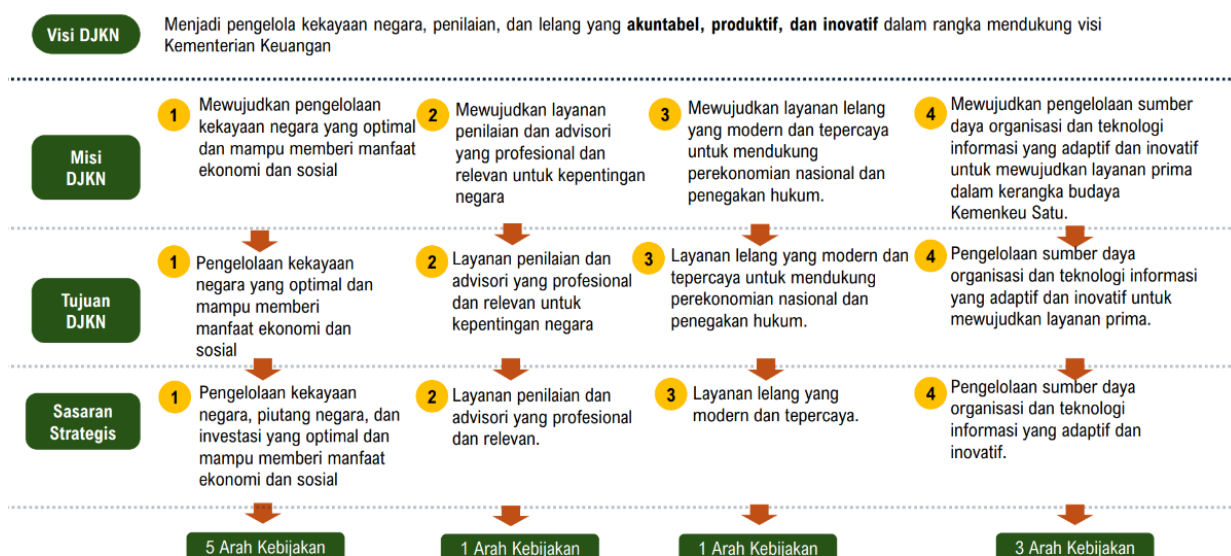 Visi DJKN
Menjadi pengelola kekayaan negara, penilaian, dan lelang yang akuntabel, produktif, dan inovatif dalam rangka mendukung visi
Kementerian Keuangan
Misi
DJKN
1
Mewujudkan pengelolaan
kekayaan negara yang optimal
dan mampu memberi manfaat
ekonomi dan sosial
2
Mewujudkan layanan
penilaian dan advisori
yang profesional dan
relevan untuk kepentingan
negara
3
Mewujudkan layanan lelang
yang modern dan tepercaya
untuk mendukung
perekonomian nasional dan
penegakan hukum.
4
Mewujudkan pengelolaan sumber
daya organisasi dan teknologi
informasi yang adaptif dan inovatif
untuk mewujudkan layanan prima
dalam kerangka budaya
Kemenkeu Satu.
Tujuan
DJKN
1
Pengelolaan kekayaan
negara yang optimal dan
mampu memberi
manfaat ekonomi dan
sosial
2
Layanan penilaian dan
advisori yang profesional
dan relevan untuk
kepentingan negara
3
Layanan lelang yang modern dan
tepercaya untuk mendukung
perekonomian nasional dan
penegakan hukum.
4
Pengelolaan sumber daya
organisasi dan teknologi informasi
yang adaptif dan inovatif untuk
mewujudkan layanan prima.
Sasaran
Strategis
1
Pengelolaan kekayaan
negara, piutang negara, dan
investasi yang optimal dan
mampu memberi manfaat
ekonomi dan sosial
2
Layanan penilaian dan
advisori yang profesional
dan relevan.
3
Layanan lelang yang
modern dan tepercaya.
4
Pengelolaan sumber daya
organisasi dan teknologi
informasi yang adaptif dan
inovatif.
5 Arah Kebijakan
1 Arah Kebijakan
1 Arah Kebijakan
3 Arah Kebijakan